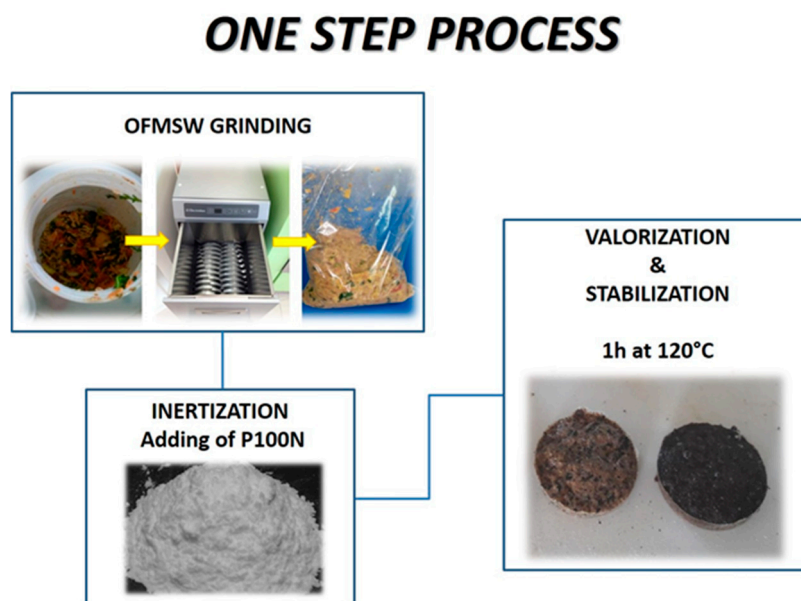 ONE STEP PROCESS
OFMSW GRINDING
VALORIZATION
&
STABILIZATION
1h at 120°C
INERTIZATION
Adding of P100N